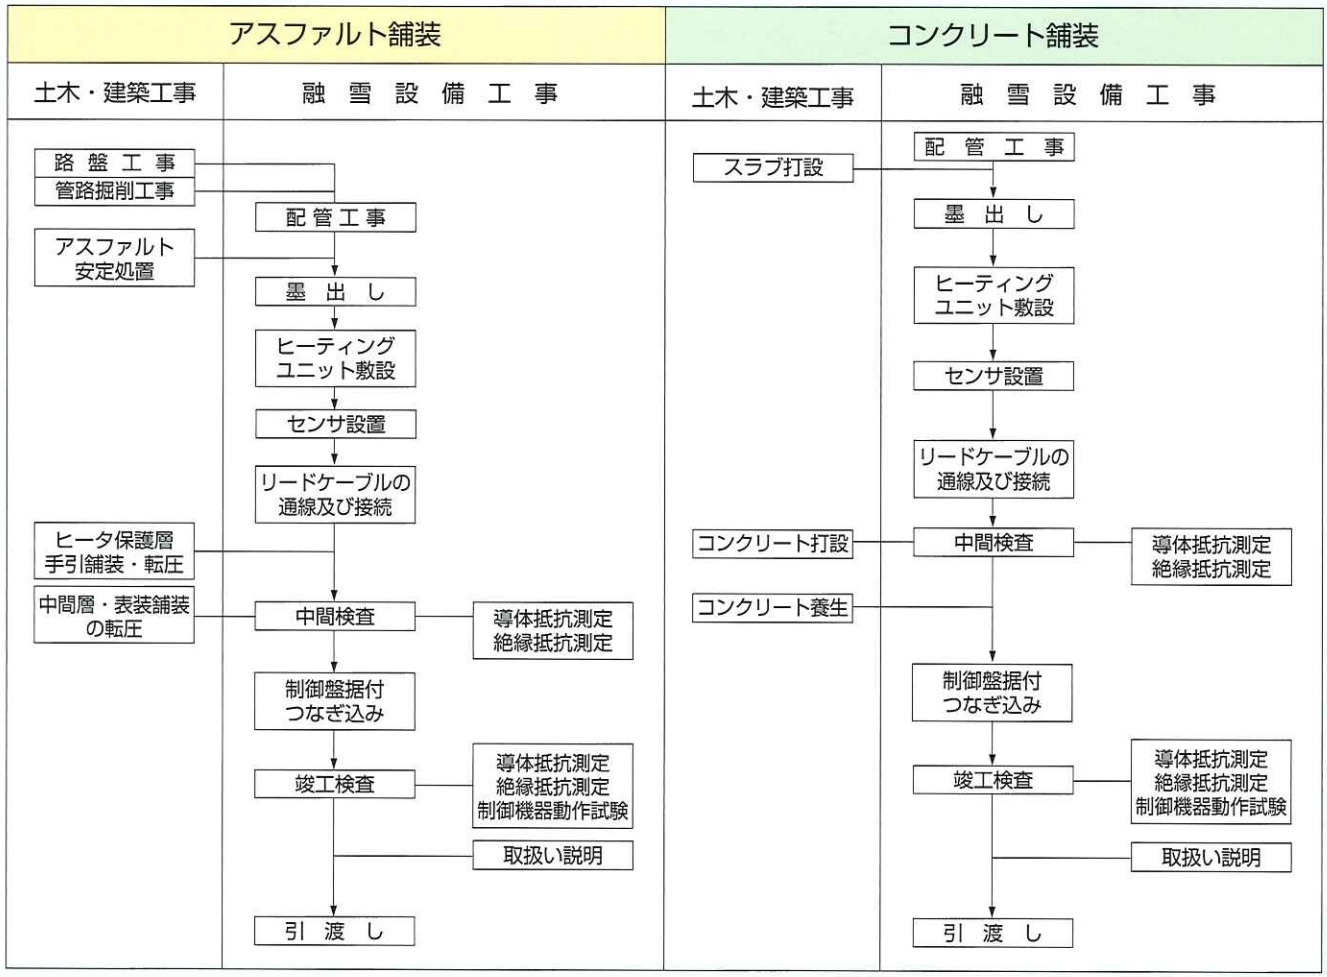 アスファルト舗装
土木・建築工事
融雪設備工事
路盤工事
管路掘削工事
配管工事
アスファルト
安定処置
墨出し
ヒーティング
ユニット敷設
センサ設置
リードケーブルの
通線及び接続
ヒータ保護層
手引舗装・転圧
中間層・表装舗装
の転圧
中間検査
導体抵抗測定
絶縁抵抗測定
制御盤据付
つなぎ込み
竣工検査
導体抵抗測定
絶縁抵抗測定
制御機器動作試験
取扱い説明
引渡し
コンクリート舗装
土木・建築工事
融雪設備工事
配管工事
スラブ打設
墨出し
ヒーティング
ユニット敷設
センサ設置
リードケーブルの
通線及び接続
コンクリート打設
中間検査
導体抵抗測定
絶縁抵抗測定
コンクリート養生
制御盤据付
つなぎ込み
竣工検査
導体抵抗測定
絶縁抵抗測定
制御機器動作試験
取扱い説明
引渡し